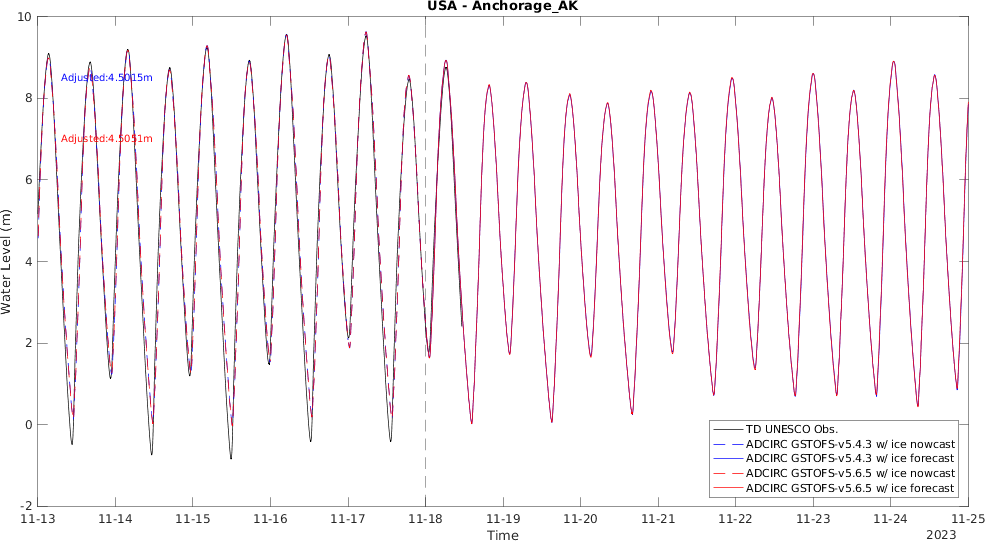 USA - Anchorage_AK
10
8
6
4
2
0
-2
Water Level (m)
Adjusted:4.5015m
Adjusted:4.5051m
TD UNESCO Obs.
ADCIRC GSTOFS-v5.4.3 w/ ice nowcast
ADCIRC GSTOFS-v5.4.3 w/ ice forecast
ADCIRC GSTOFS-v5.6.5 w/ ice nowcast
ADCIRC GSTOFS-v5.6.5 w/ ice forecast
11-13 11-14 11-15 11-16 11-17 11-18 11-19 11-20 11-21 11-22 11-23 11-24 11-25
Time
2023